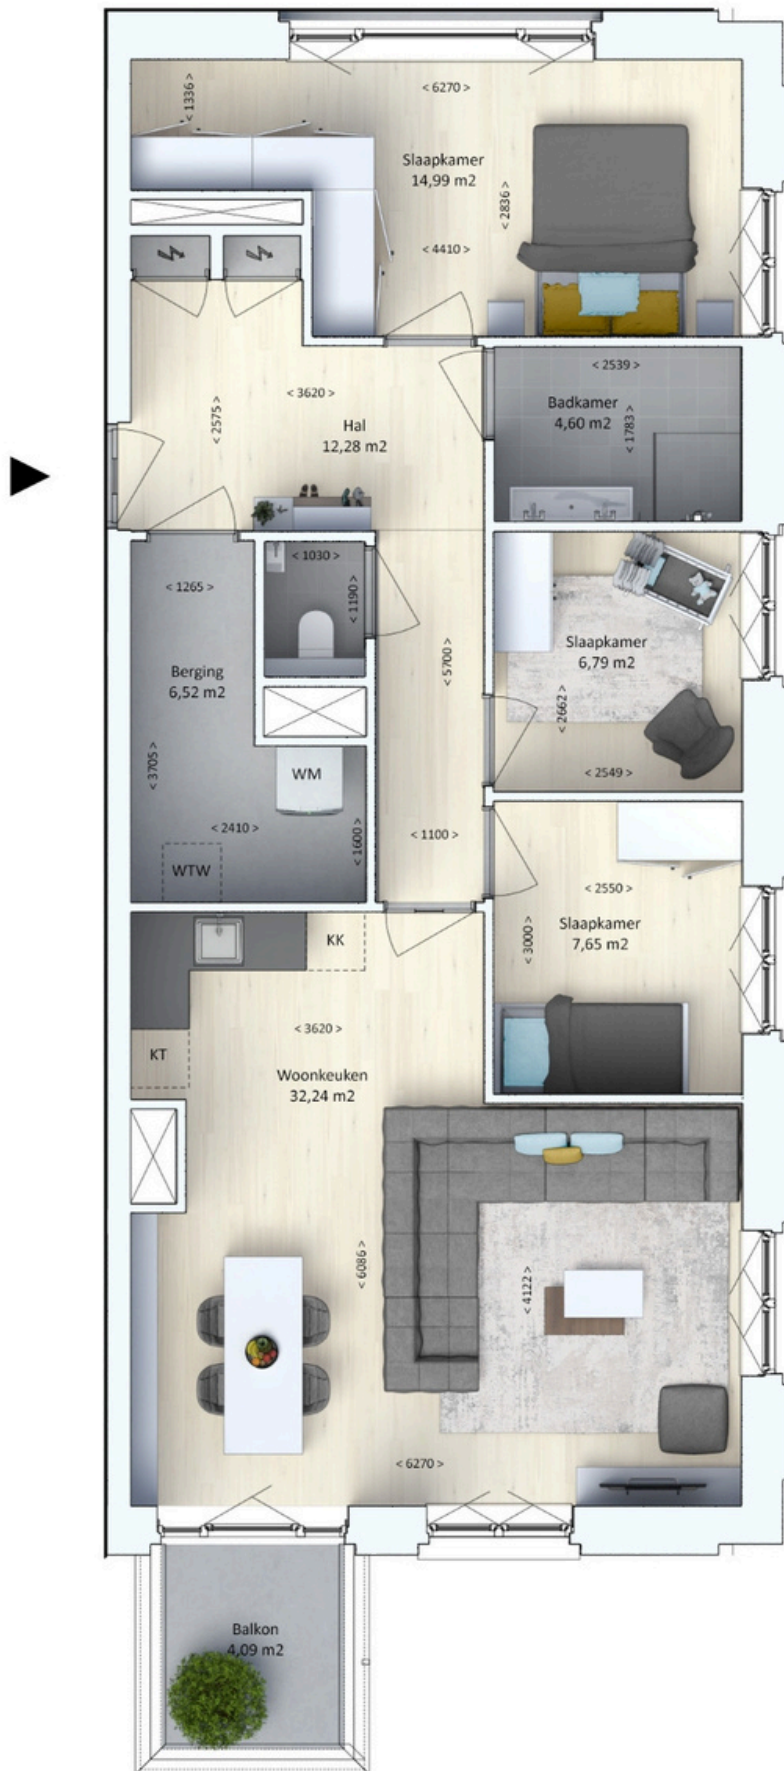 < 1336 >
< 6270 >
Slaapkamer
14,99 m2
< 2836 >
< 4410 >
< 2539 >
Badkamer
4,60 m2
< 1783 >
< 3620 >
< 2575 >
Hal
12,28 m2
< 1265 >
< 1030 >
< 1190 >
Berging
6,52 m2
< 3705 >
WM
< 2410 >
< 1600 >
WTW
< 5700 >
< 1100 >
Slaapkamer
6,79 m2
< 2662 >
< 2549 >
< 2550 >
Slaapkamer
7,65 m2
< 3000 >
KK
KT
< 3620 >
Woonkeuken
32,24 m2
< 6086 >
< 4122 >
< 6270 >
Balkon
4,09 m2